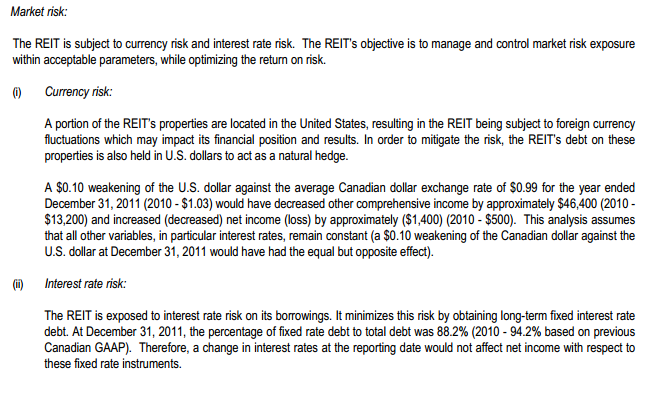 Market risk:
The REIT is subject to currency risk and interest rate risk. The REIT's objective is to manage and control market risk exposure
within acceptable parameters, while optimizing the return on risk.
(i) Currency risk:
A portion of the REIT's properties are located in the United States, resulting in the REIT being subject to foreign currency
fluctuations which may impact its financial position and results. In order to mitigate the risk, the REIT's debt on these
properties is also held in U.S. dollars to act as a natural hedge.
A $0.10 weakening of the U.S. dollar against the average Canadian dollar exchange rate of $0.99 for the year ended
December 31, 2011 (2010 - $1.03) would have decreased other comprehensive income by approximately $46,400 (2010 -
$13,200) and increased (decreased) net income (loss) by approximately ($1,400) (2010 - $500). This analysis assumes
that all other variables, in particular interest rates, remain constant (a $0.10 weakening of the Canadian dollar against the
U.S. dollar at December 31, 2011 would have had the equal but opposite effect).
(ii) Interest rate risk:
The REIT is exposed to interest rate risk on its borrowings. It minimizes this risk by obtaining long-term fixed interest rate
debt. At December 31, 2011, the percentage of fixed rate debt to total debt was 88.2% (2010 - 94.2% based on previous
Canadian GAAP). Therefore, a change in interest rates at the reporting date would not affect net income with respect to
these fixed rate instruments.